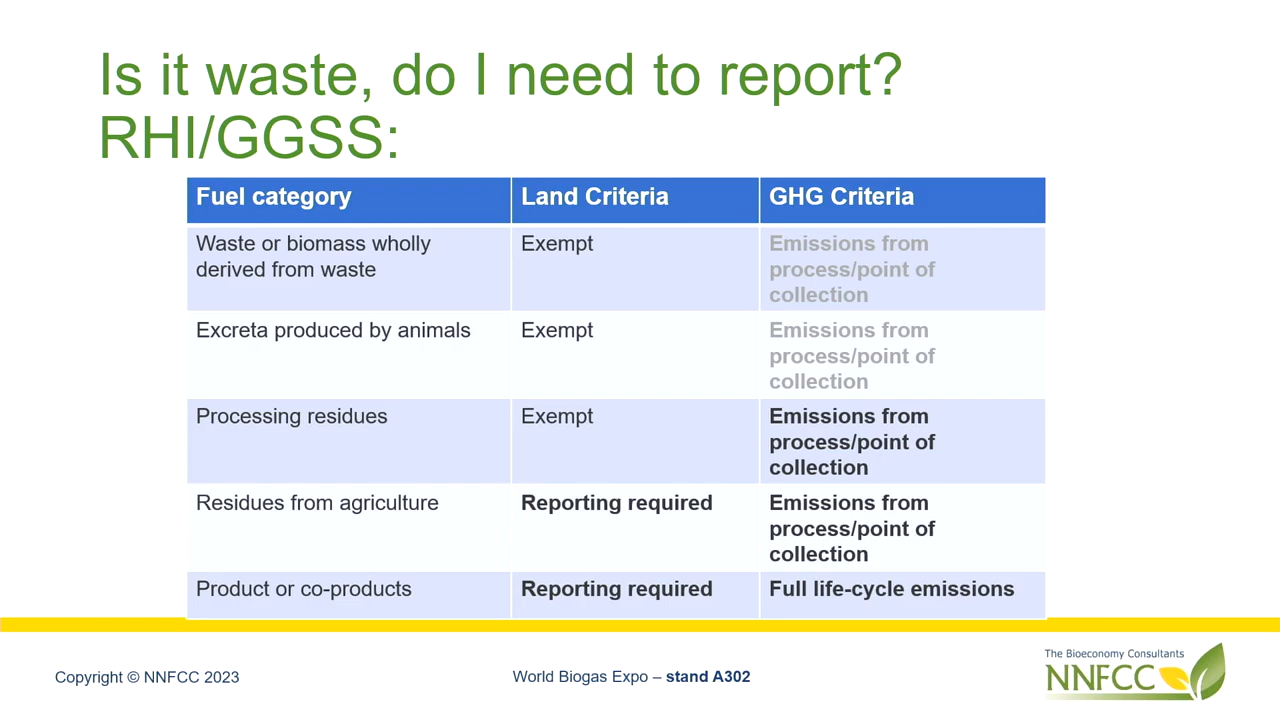 Is it waste, do I need to report?
RHI/GGSS:
Fuel category
Land Criteria
GHG Criteria
Waste or biomass wholly
derived from waste
Exempt
Emissions from
process/point of
collection
Excreta produced by animals
Exempt
Emissions from
process/point of
collection
Processing residues
Exempt
Emissions from
process/point of
collection
Residues from agriculture
Reporting required
Emissions from
process/point of
collection
Product or co-products
Reporting required
Full life-cycle emissions
Copyright © NNFCC 2023
World Biogas Expo – stand A302
The Bioeconomy Consultants
NNFCC